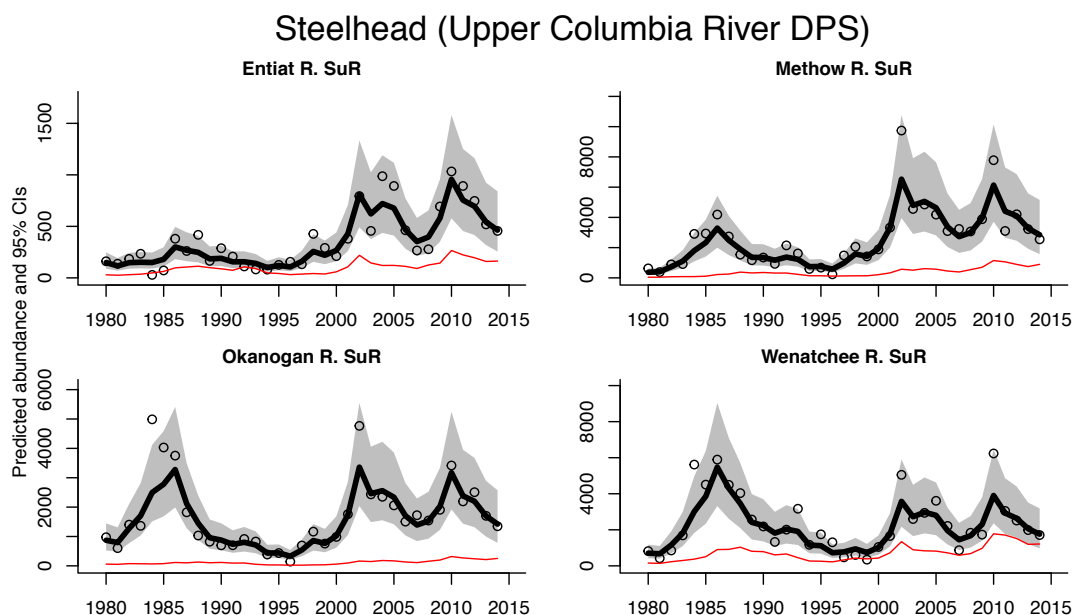 Steelhead (Upper Columbia River DPS)
Predicted abundance and 95% CIs
Entiat R. SuR
0 500 1500
1980 1985 1990 1995 2000 2005 2010 2015
Methow R. SuR
0 4000 8000
1980 1985 1990 1995 2000 2005 2010 2015
Okanogan R. SuR
0 2000 4000 6000
1980 1985 1990 1995 2000 2005 2010 2015
Wenatchee R. SuR
0 4000 8000
1980 1985 1990 1995 2000 2005 2010 2015